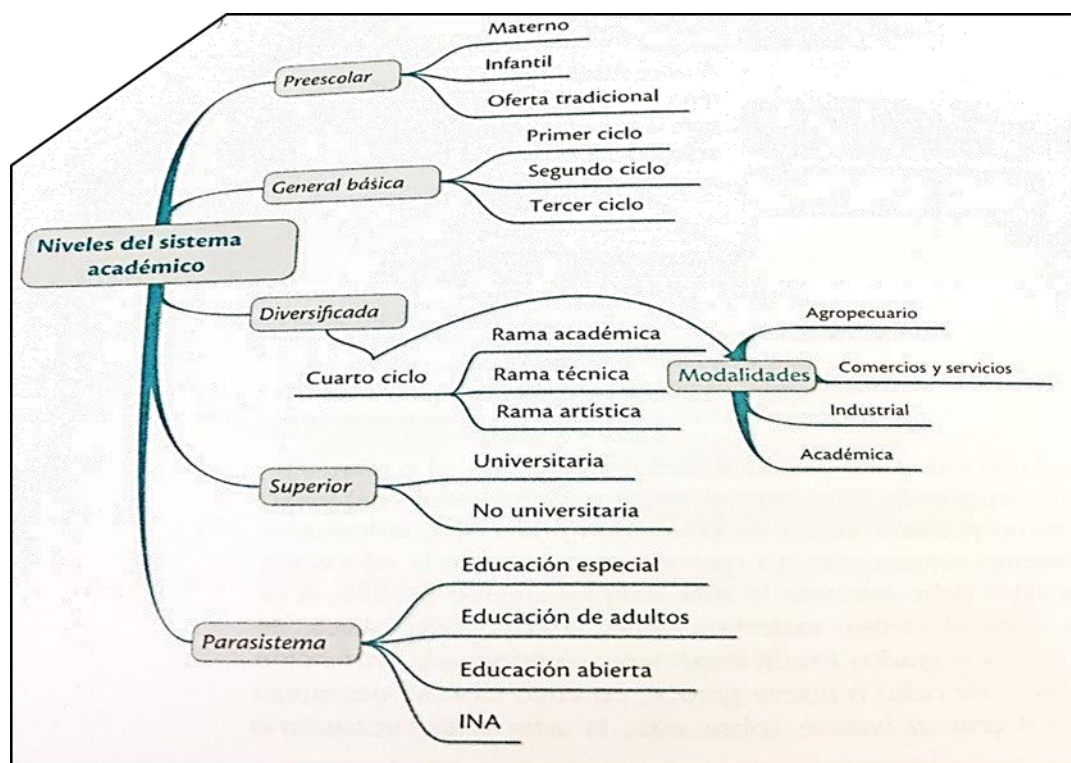 Materno
Preescolar
Infantil
Oferta tradicional
Primer ciclo
General básica
Segundo ciclo
Tercer ciclo
Niveles del sistema
académico
Diversificada
Cuarto ciclo
Rama académica
Rama técnica
Rama artística
Modalidades
Agropecuario
Comercios y servicios
Industrial
Académica
Superior
Universitaria
No universitaria
Parasistema
Educación especial
Educación de adultos
Educación abierta
INA